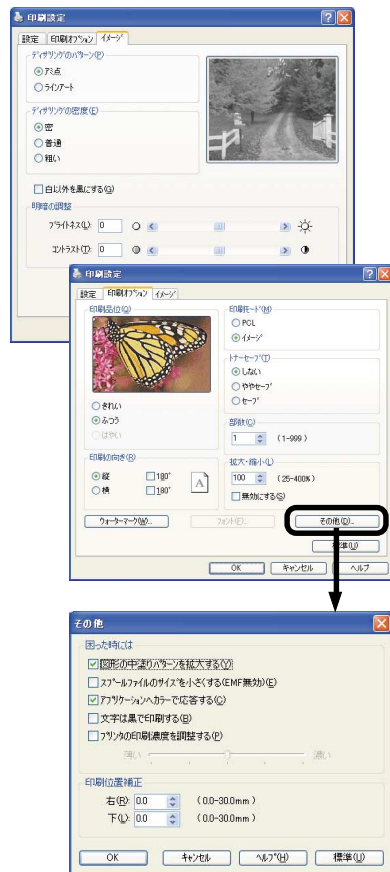 印刷設定
設定 印刷オプション イメージ
ディザリングのパターン(P)
アミ点
ラインアート
ディザリングの密度(E)
密
普通
粗い
白以外を黒にする(G)
明暗の調整
ブライトネス(L): 0
コントラスト(T): 0
印刷設定
設定 印刷オプション イメージ
印刷品位(Q)
きれい
ふつう
はやい
印刷の向き(R)
縦 180°
横 180°
A
印刷モード(M)
PCL
イメージ
トナーセーブ(T)
しない
ややセーブ
セーブ
部数(C)
1 (1-999)
拡大・縮小(L)
100 (25-400%)
無効にする(S)
ウォーターマーク(W)... フォント(F)... その他(D)...
標準(U)
OK キャンセル ヘルプ
その他
困った時には
図形の中塗りパターンを拡大する(Y)
スプールファイルのサイズを小さくする(EMF無効)(E)
アプリケーションへカラーで応答する(C)
文字は黒で印刷する(B)
プリンタの印刷濃度を調整する(P)
薄い 濃い
印刷位置補正
右(R): 0.0 (0.0-30.0mm)
下(L): 0.0 (0.0-30.0mm)
OK キャンセル ヘルプ(H) 標準(U)